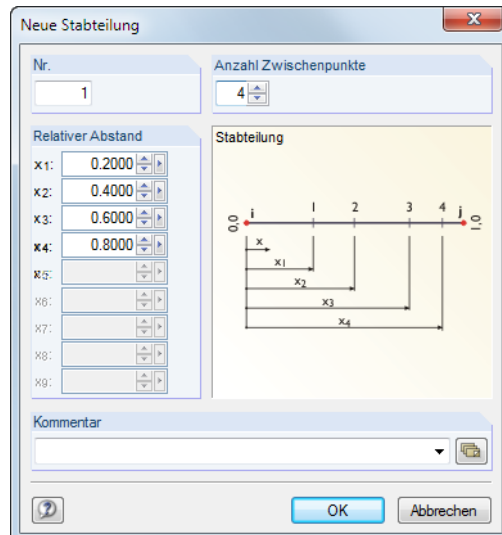 Neue Stabteilung
Nr.
1
Anzahl Zwischenpunkte
4
Relativer Abstand
x1: 0.2000
x2: 0.4000
x3: 0.6000
x4: 0.8000
x5:
x6:
x7:
x8:
x9:
Stabteilung
0,0 i 1 2 3 4 j 1,0
x
x1
x2
x3
x4
Kommentar
OK
Abbrechen